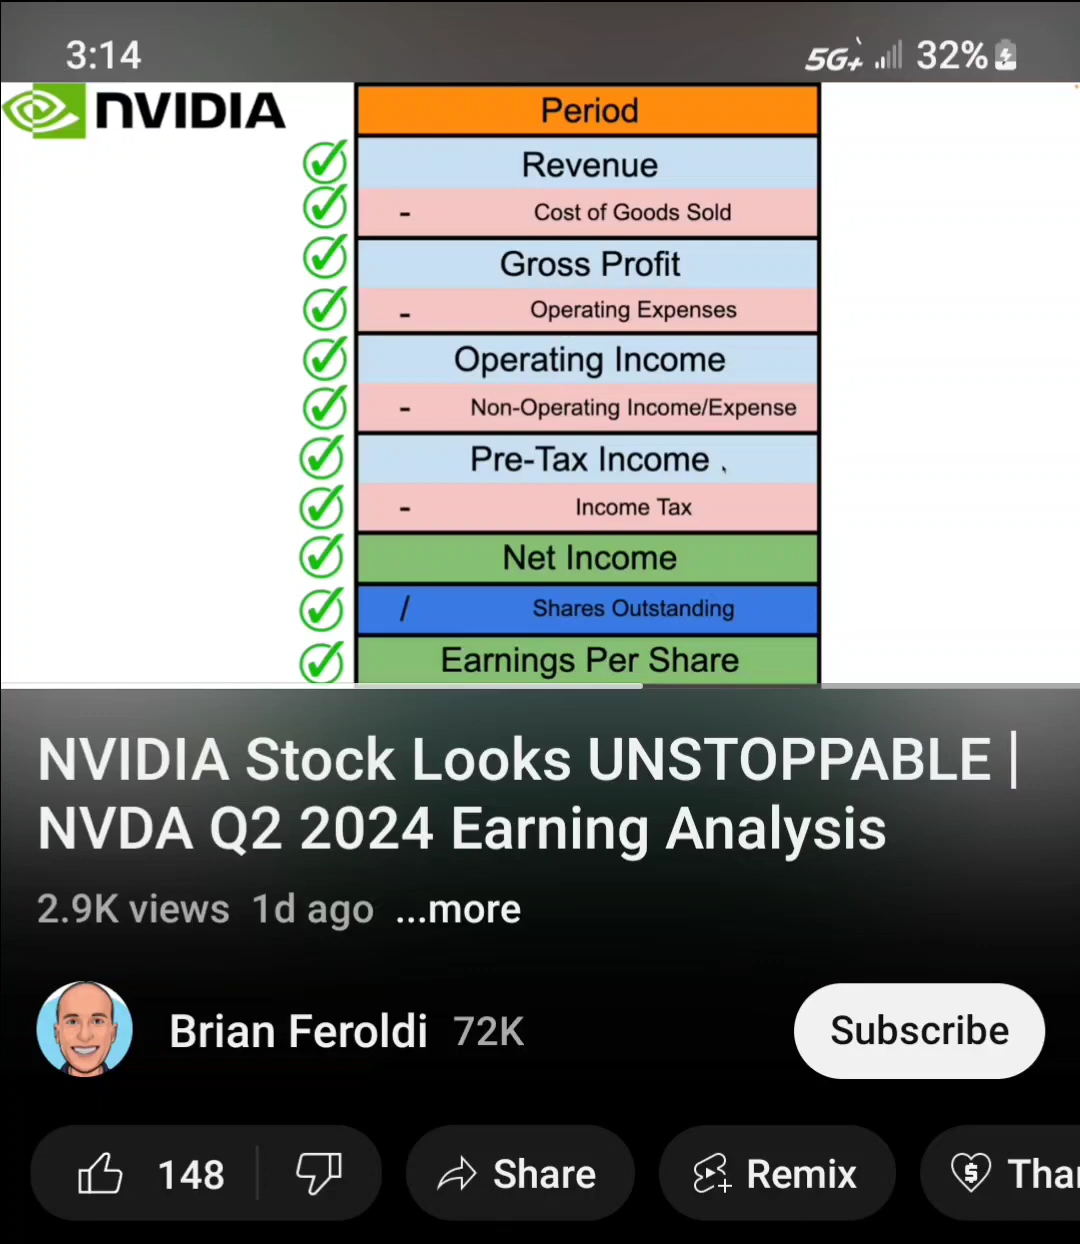 3:14
5G+ 32%
NVIDIA
Period
Revenue
- Cost of Goods Sold
Gross Profit
- Operating Expenses
Operating Income
- Non-Operating Income/Expense
Pre-Tax Income
- Income Tax
Net Income
/ Shares Outstanding
Earnings Per Share
NVIDIA Stock Looks UNSTOPPABLE |
NVDA Q2 2024 Earning Analysis
2.9K views 1d ago ...more
Brian Feroldi 72K
Subscribe
148 Share Remix Tha